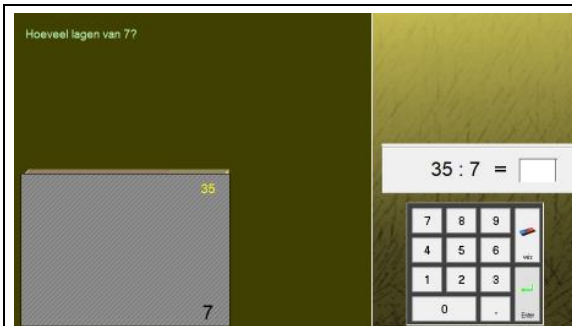 Hoeveel lagen van 7?
35
7
35 : 7 =
7 8 9
4 5 6
wis
1 2 3
0 .
Enter